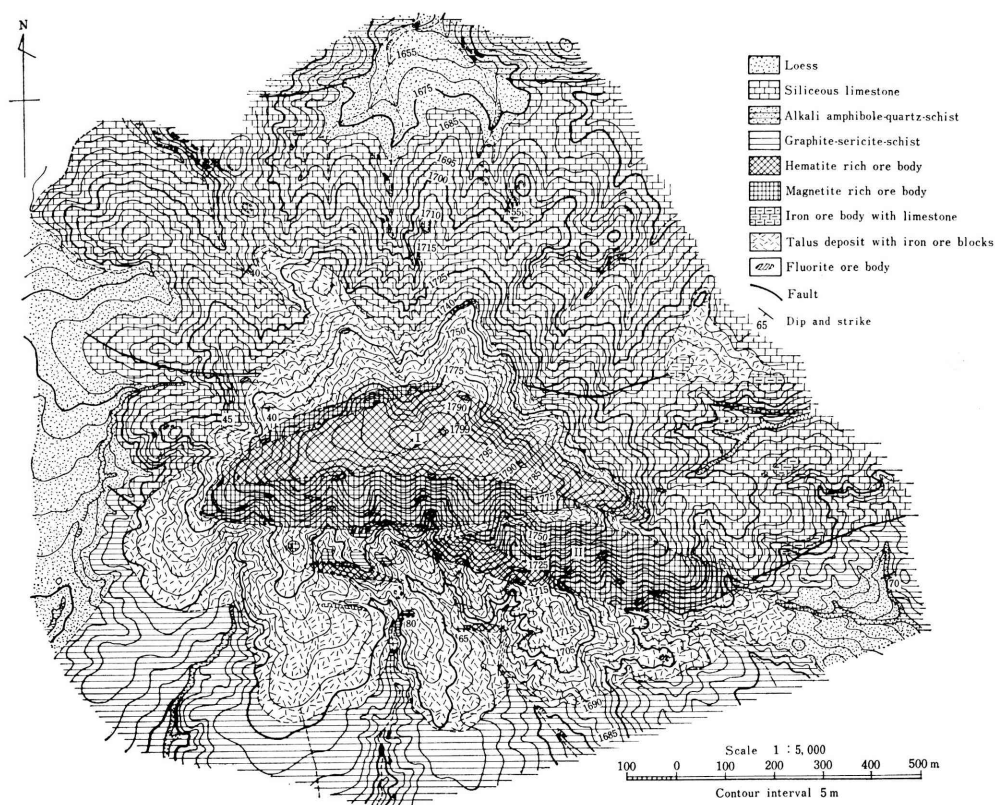 N
Loess
Siliceous limestone
Alkali amphibole-quartz-schist
Graphite-sericite-schist
Hematite rich ore body
Magnetite rich ore body
Iron ore body with limestone
Talus deposit with iron ore blocks
Fluorite ore body
Fault
65 Dip and strike
1655
1675
1685
1695
1700
1710
55
1715
40
1725
1750
1775
45
40
1790
1799
I
1775
1750
II
1725
1715
80
65
1715
1705
1690
1685
Scale 1 : 5,000
100 0 100 200 300 400 500 m
Contour interval 5 m